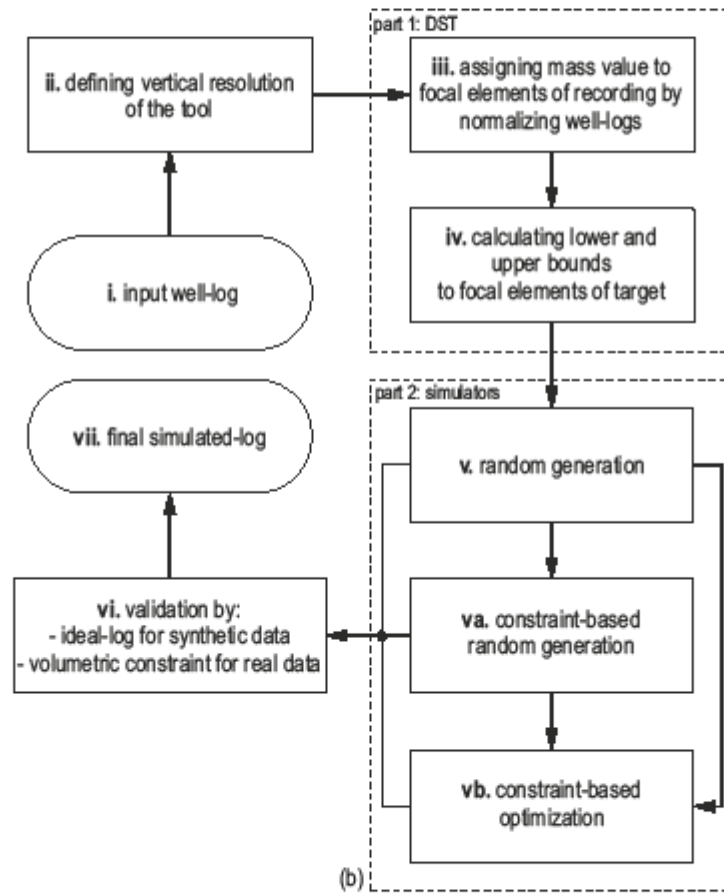 part 1: DST
ii. defining vertical resolution
of the tool
iii. assigning mass value to
focal elements of recording by
normalizing well-logs
i. input well-log
iv. calculating lower and
upper bounds
to focal elements of target
part 2: simulators
vii. final simulated-log
v. random generation
vi. validation by:
- ideal-log for synthetic data
- volumetric constraint for real data
va. constraint-based
random generation
vb. constraint-based
optimization
(b)